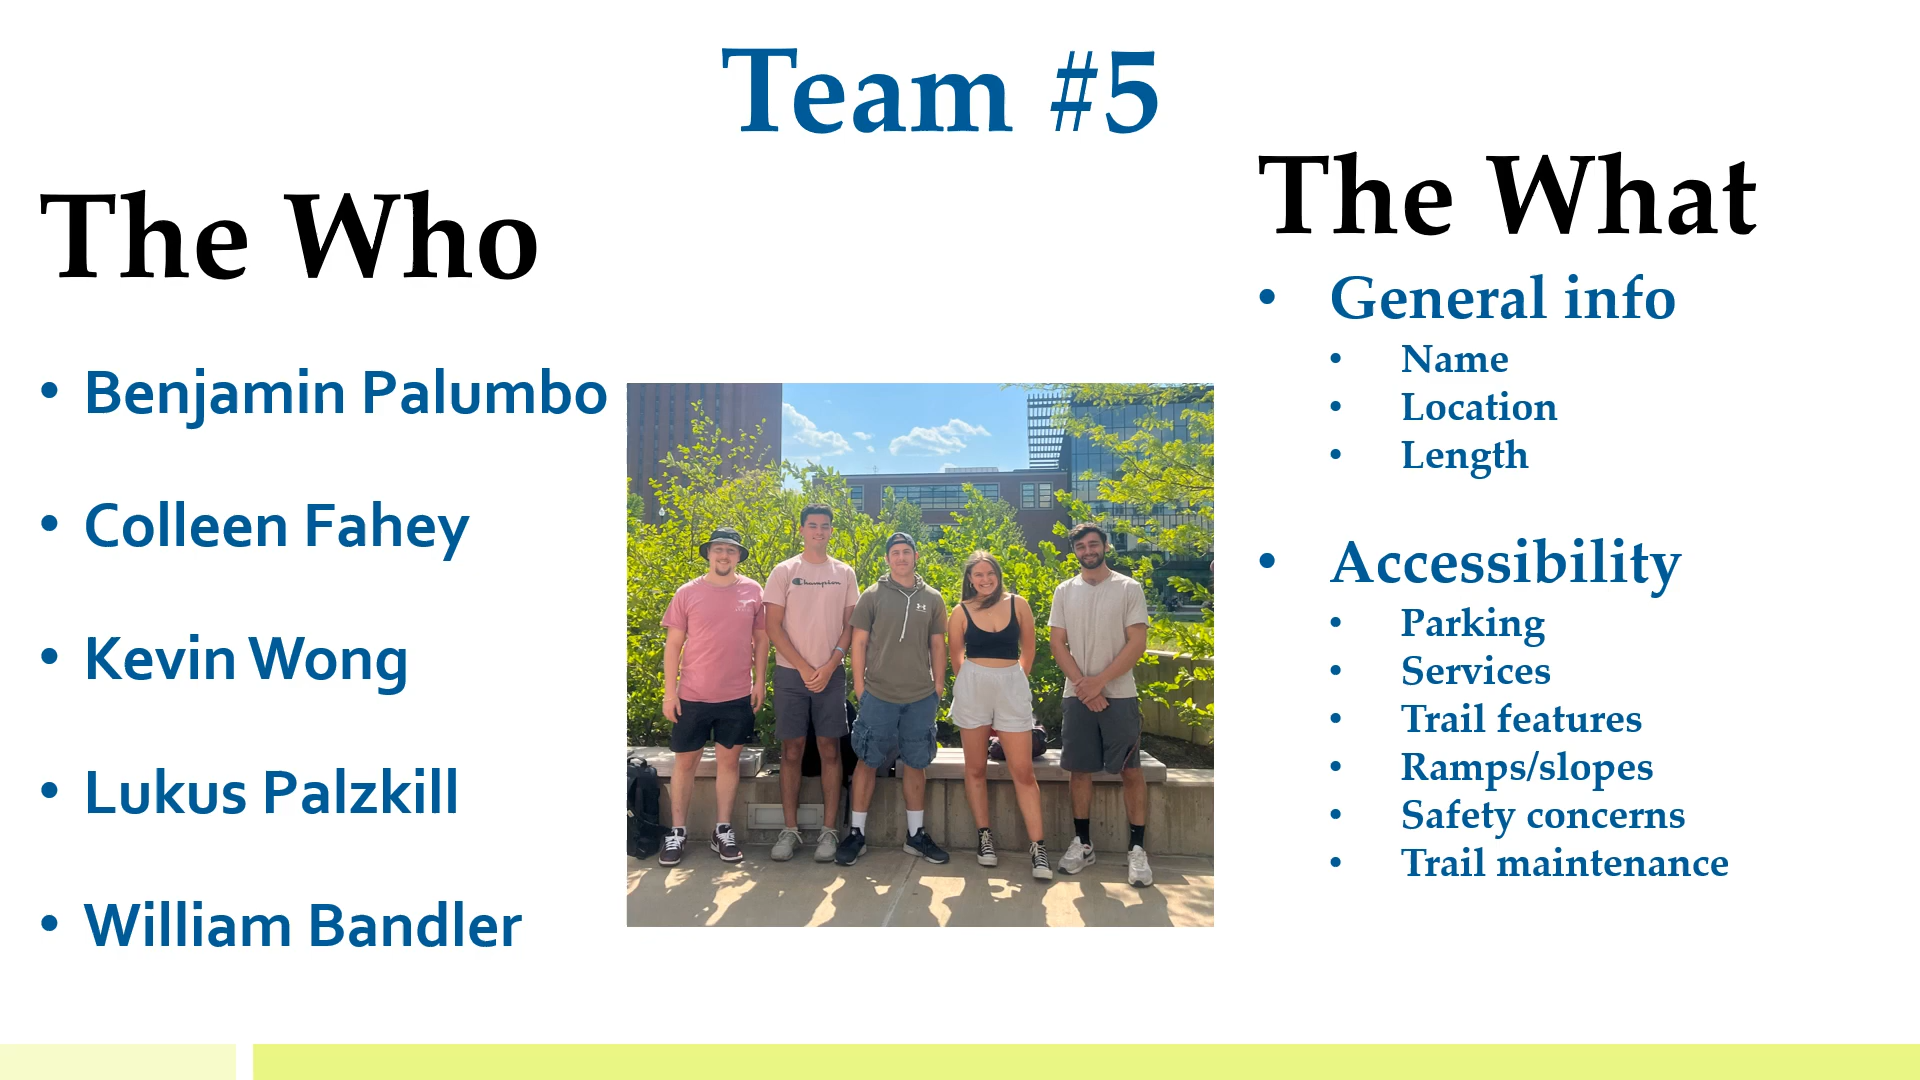 Team #5
The Who
• Benjamin Palumbo
• Colleen Fahey
• Kevin Wong
• Lukus Palzkill
• William Bandler
Champion
The What
• General info
• Name
• Location
• Length
• Accessibility
• Parking
• Services
• Trail features
• Ramps/slopes
• Safety concerns
• Trail maintenance